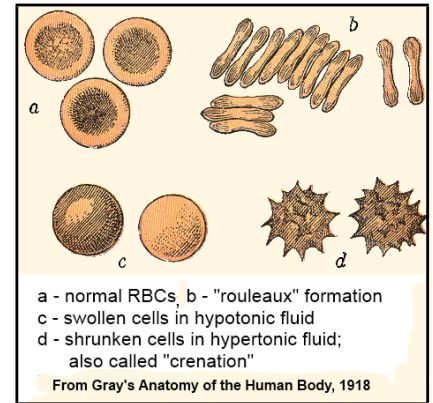 b
a
c
d
a - normal RBCs, b - "rouleaux" formation
c - swollen cells in hypotonic fluid
d - shrunken cells in hypertonic fluid;
also called "crenation"
From Gray's Anatomy of the Human Body, 1918